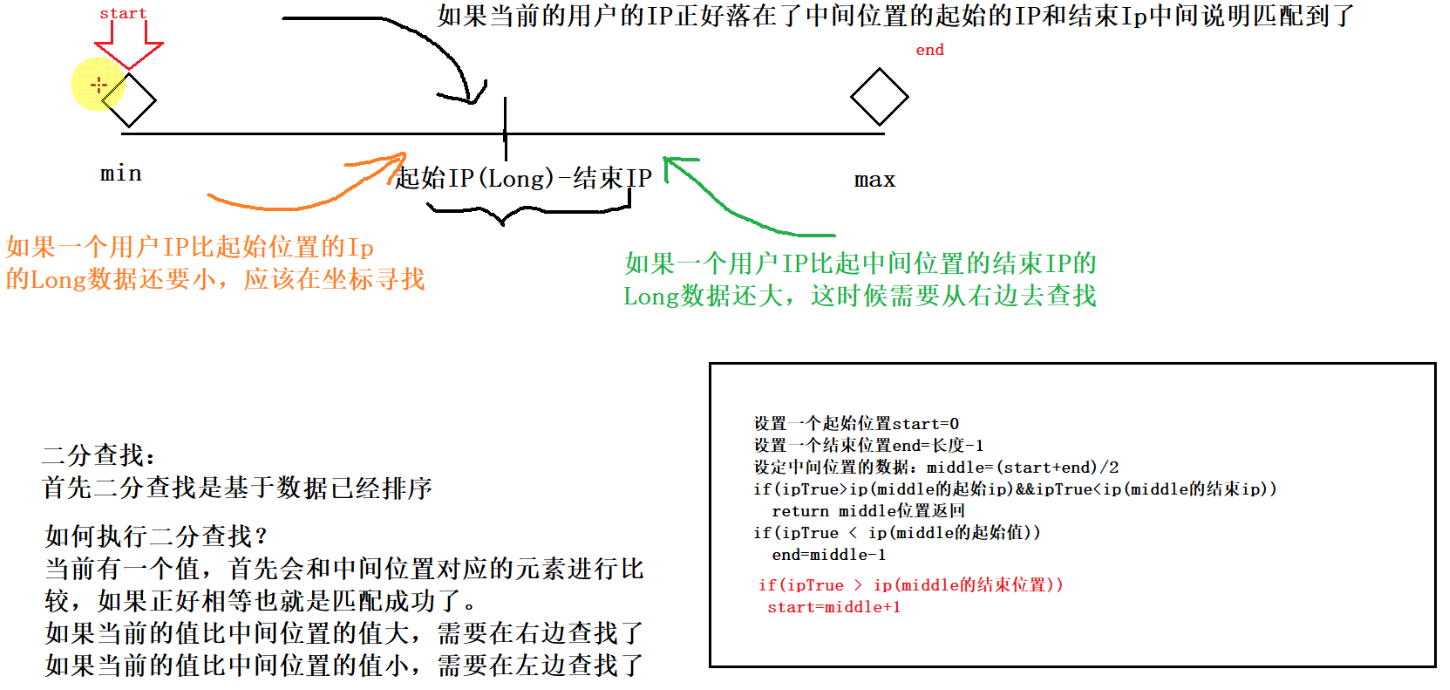 start
如果当前的用户的IP正好落在了中间位置的起始的IP和结束Ip中间说明匹配到了
end
min
起始IP(Long)-结束IP
max
如果一个用户IP比起始位置的Ip
的Long数据还要小，应该在坐标寻找
如果一个用户IP比起中间位置的结束IP的
Long数据还大，这时候需要从右边去查找
二分查找：
首先二分查找是基于数据已经排序
如何执行二分查找？
当前有一个值，首先会和中间位置对应的元素进行比
较，如果正好相等也就是匹配成功了。
如果当前的值比中间位置的值大，需要在右边查找了
如果当前的值比中间位置的值小，需要在左边查找了
设置一个起始位置start=0
设置一个结束位置end=长度-1
设定中间位置的数据：middle=(start+end)/2
if(ipTrue>ip(middle的起始ip)&&ipTrue<ip(middle的结束ip))
return middle位置返回
if(ipTrue < ip(middle的起始值))
end=middle-1
if(ipTrue > ip(middle的结束位置))
start=middle+1